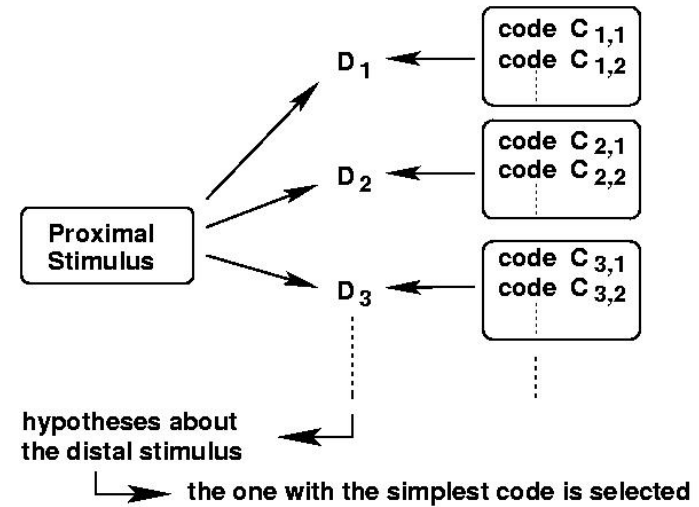 code C 1,1
D 1
code C 1,2
code C 2,1
D 2
code C 2,2
Proximal
Stimulus
code C 3,1
D 3
code C 3,2
hypotheses about
the distal stimulus
the one with the simplest code is selected